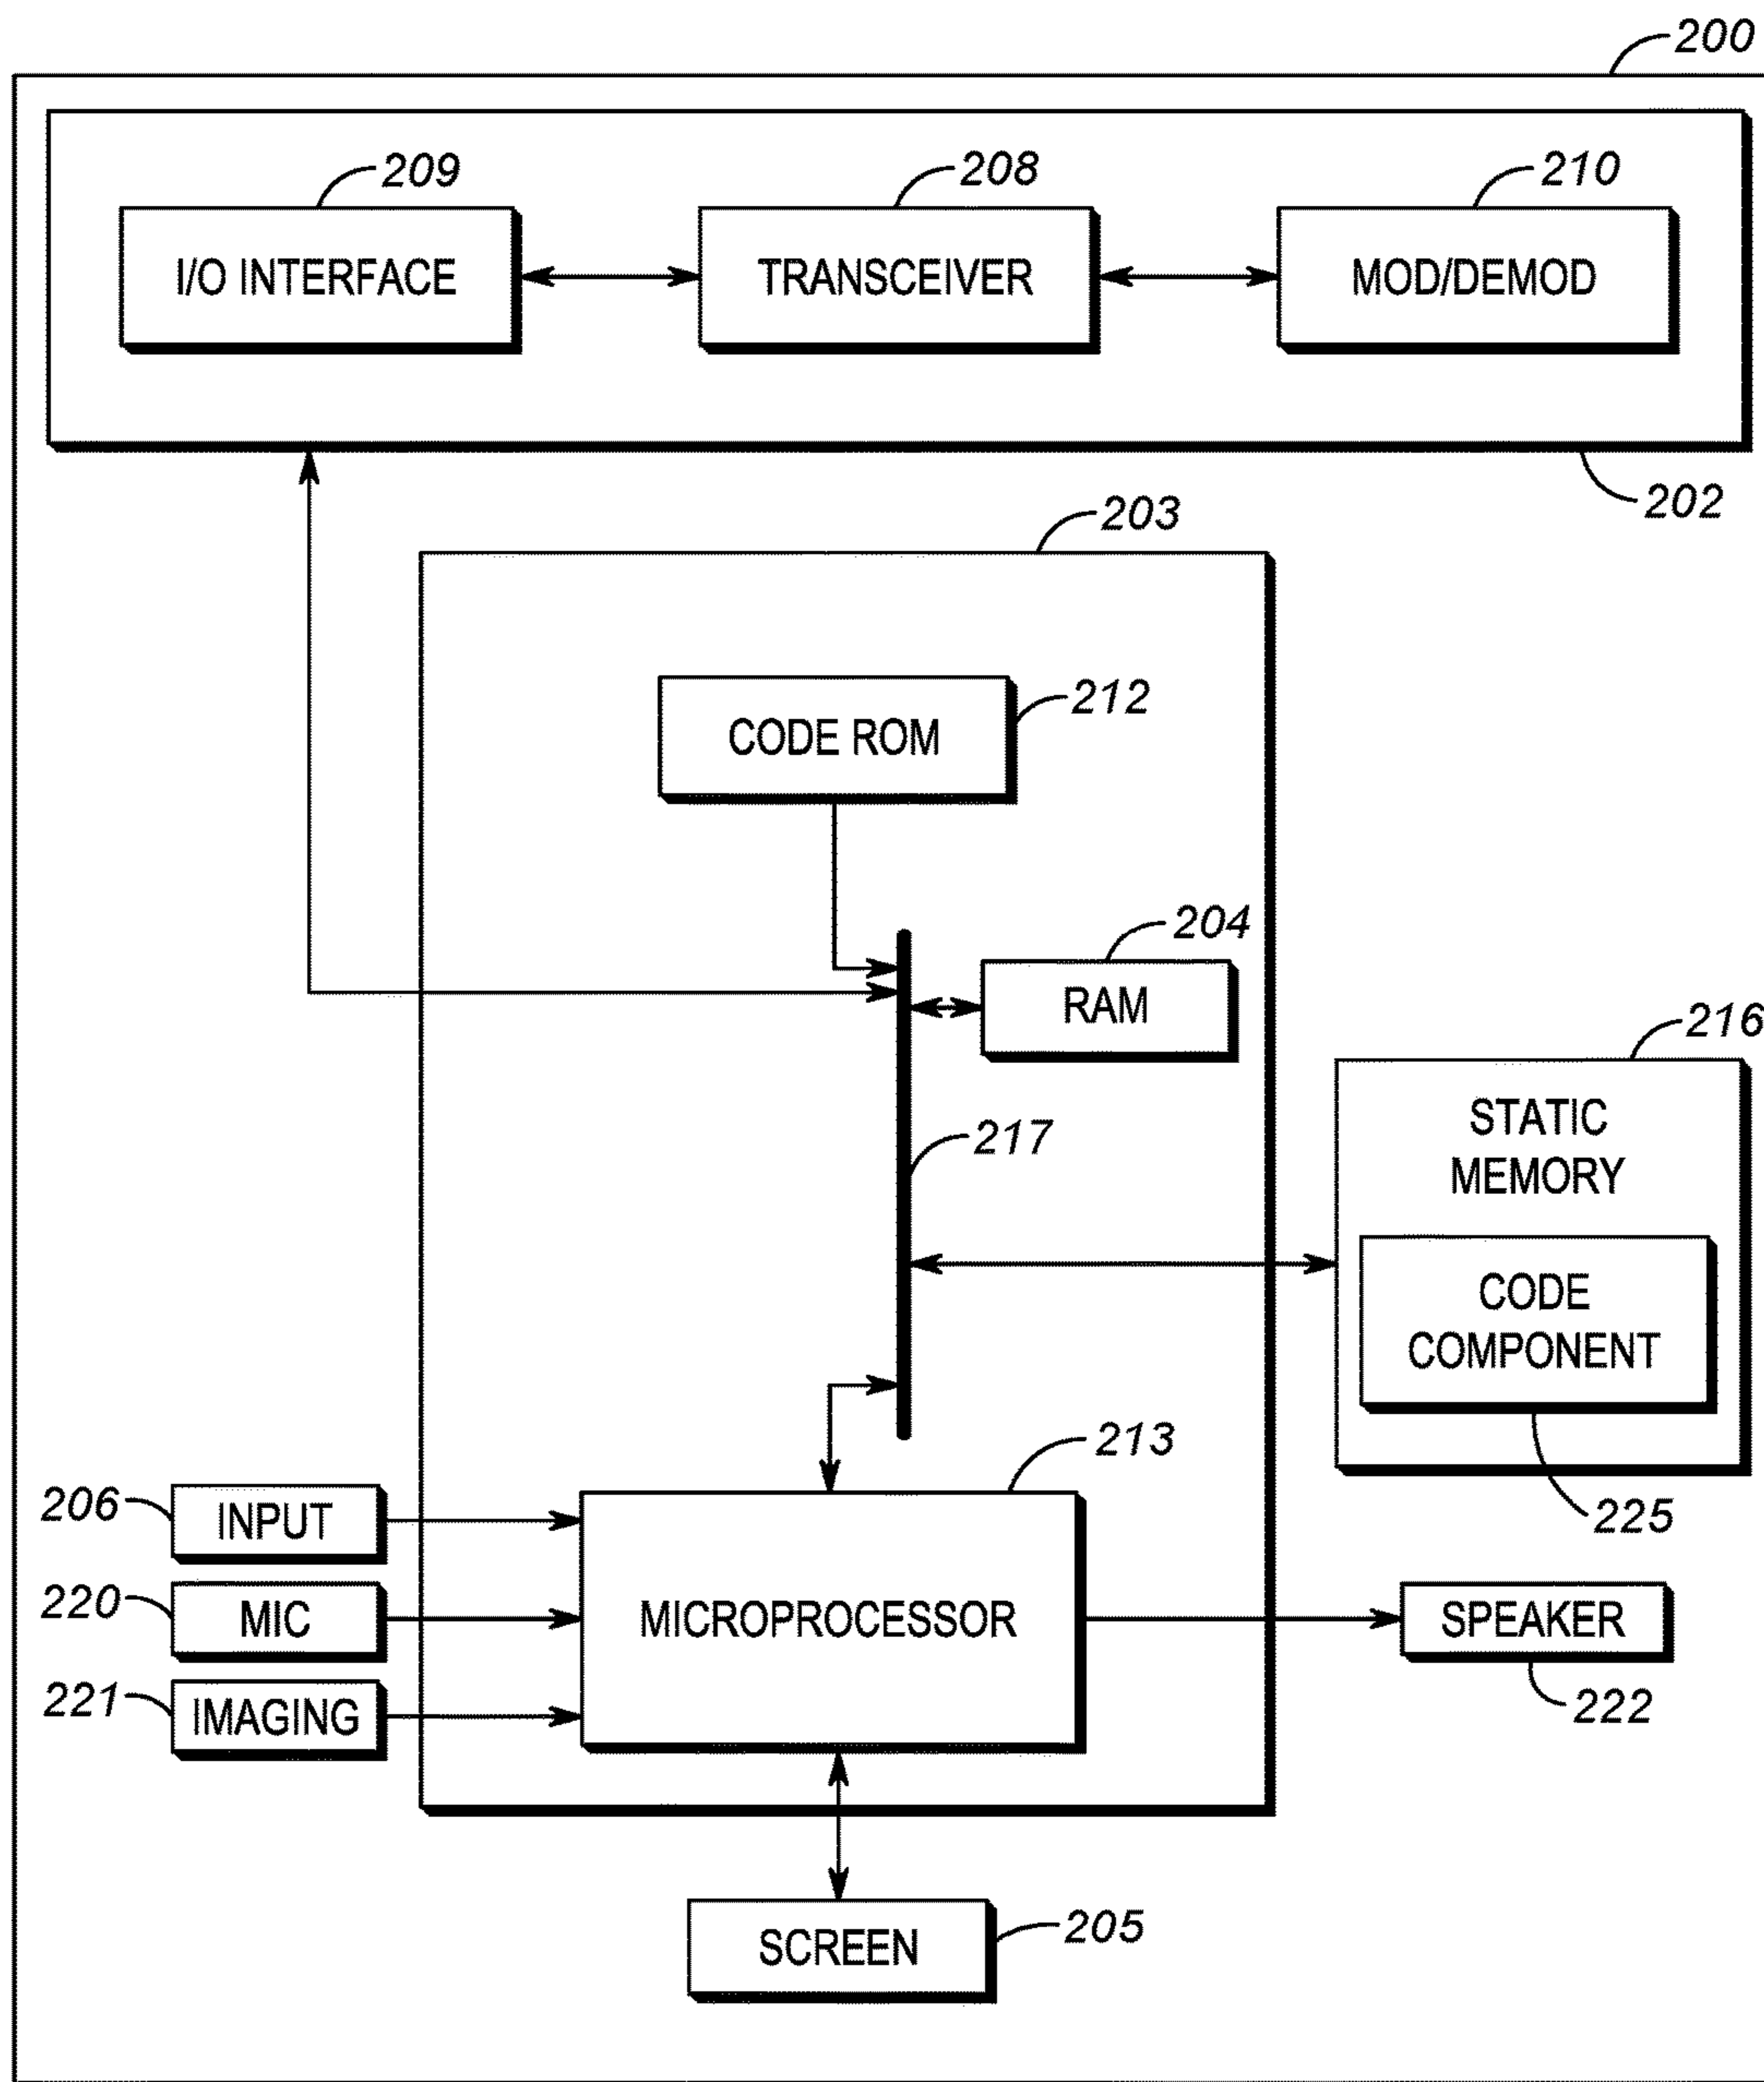 200
209
208
210
I/O INTERFACE
TRANSCEIVER
MOD/DEMOD
202
203
CODE ROM
212
204
RAM
216
STATIC
MEMORY
217
CODE
COMPONENT
225
213
206
INPUT
220
MIC
MICROPROCESSOR
SPEAKER
222
221
IMAGING
SCREEN
205